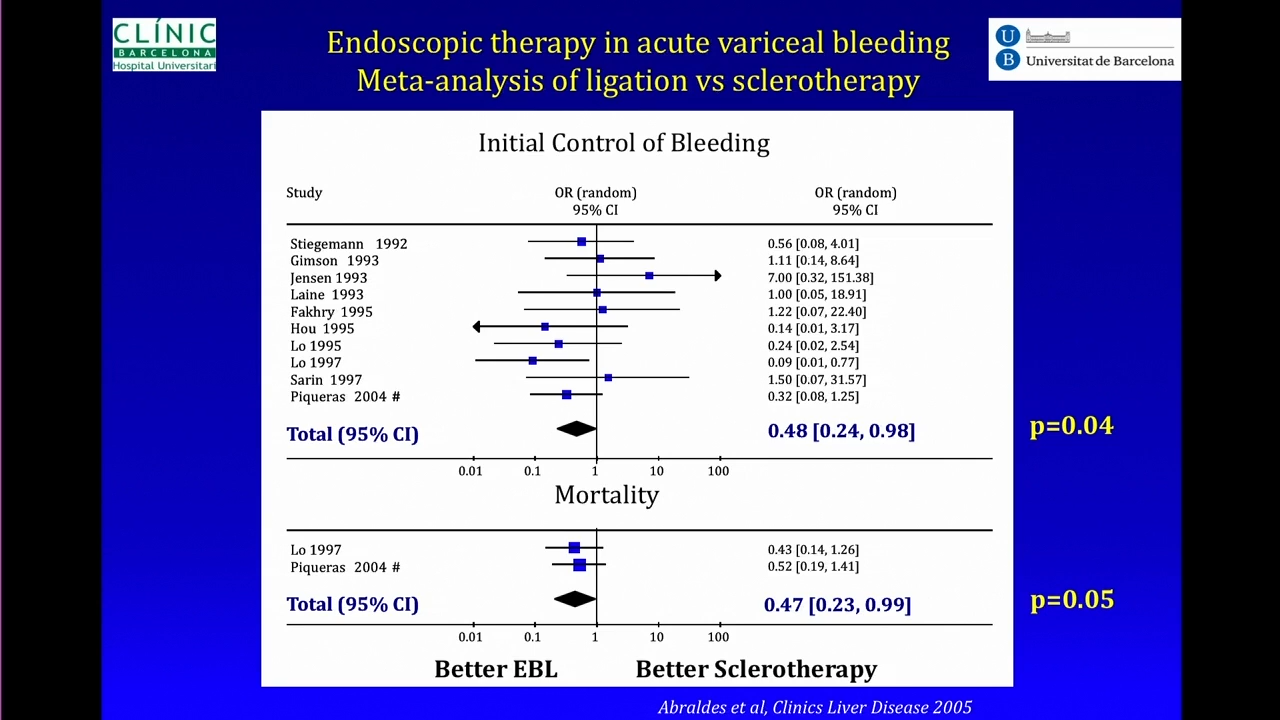 CLÍNIC
BARCELONA
Hospital Universitari
Endoscopic therapy in acute variceal bleeding
Meta-analysis of ligation vs sclerotherapy
U
B
Universitat de Barcelona
Initial Control of Bleeding
Study OR (random) OR (random)
95% CI 95% CI
Stiegemann 1992 0.56 [0.08, 4.01]
Gimson 1993 1.11 [0.14, 8.64]
Jensen 1993 7.00 [0.32, 151.38]
Laine 1993 1.00 [0.05, 18.91]
Fakhry 1995 1.22 [0.07, 22.40]
Hou 1995 0.14 [0.01, 3.17]
Lo 1995 0.24 [0.02, 2.54]
Lo 1997 0.09 [0.01, 0.77]
Sarin 1997 1.50 [0.07, 31.57]
Piqueras 2004 # 0.32 [0.08, 1.25]
Total (95% CI) 0.48 [0.24, 0.98] p=0.04
0.01 0.1 1 10 100
Mortality
Lo 1997 0.43 [0.14, 1.26]
Piqueras 2004 # 0.52 [0.19, 1.41]
Total (95% CI) 0.47 [0.23, 0.99] p=0.05
0.01 0.1 1 10 100
Better EBL Better Sclerotherapy
Abraldes et al, Clinics Liver Disease 2005